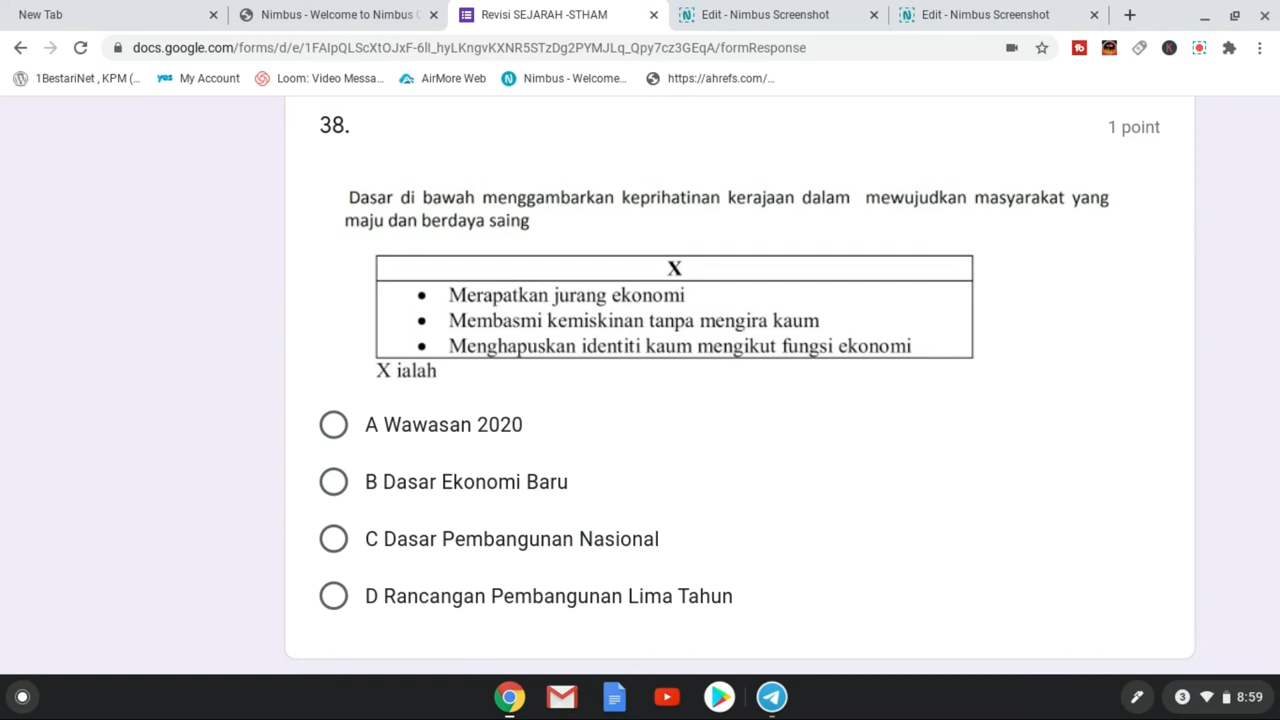 New Tab
Nimbus - Welcome to Nimbus
Revisi SEJARAH -STHAM
Edit - Nimbus Screenshot
Edit - Nimbus Screenshot
docs.google.com/forms/d/e/
1BestariNet , KPM (...
yes My Account
Loom: Video Messa...
AirMore Web
Nimbus - Welcome...
https://ahrefs.com/...
38.
1 point
Dasar di bawah menggambarkan keprihatinan kerajaan dalam mewujudkan masyarakat yang
maju dan berdaya saing
X
• Merapatkan jurang ekonomi
• Membasmi kemiskinan tanpa mengira kaum
• Menghapuskan identiti kaum mengikut fungsi ekonomi
X ialah
A Wawasan 2020
B Dasar Ekonomi Baru
C Dasar Pembangunan Nasional
D Rancangan Pembangunan Lima Tahun
3
8:59